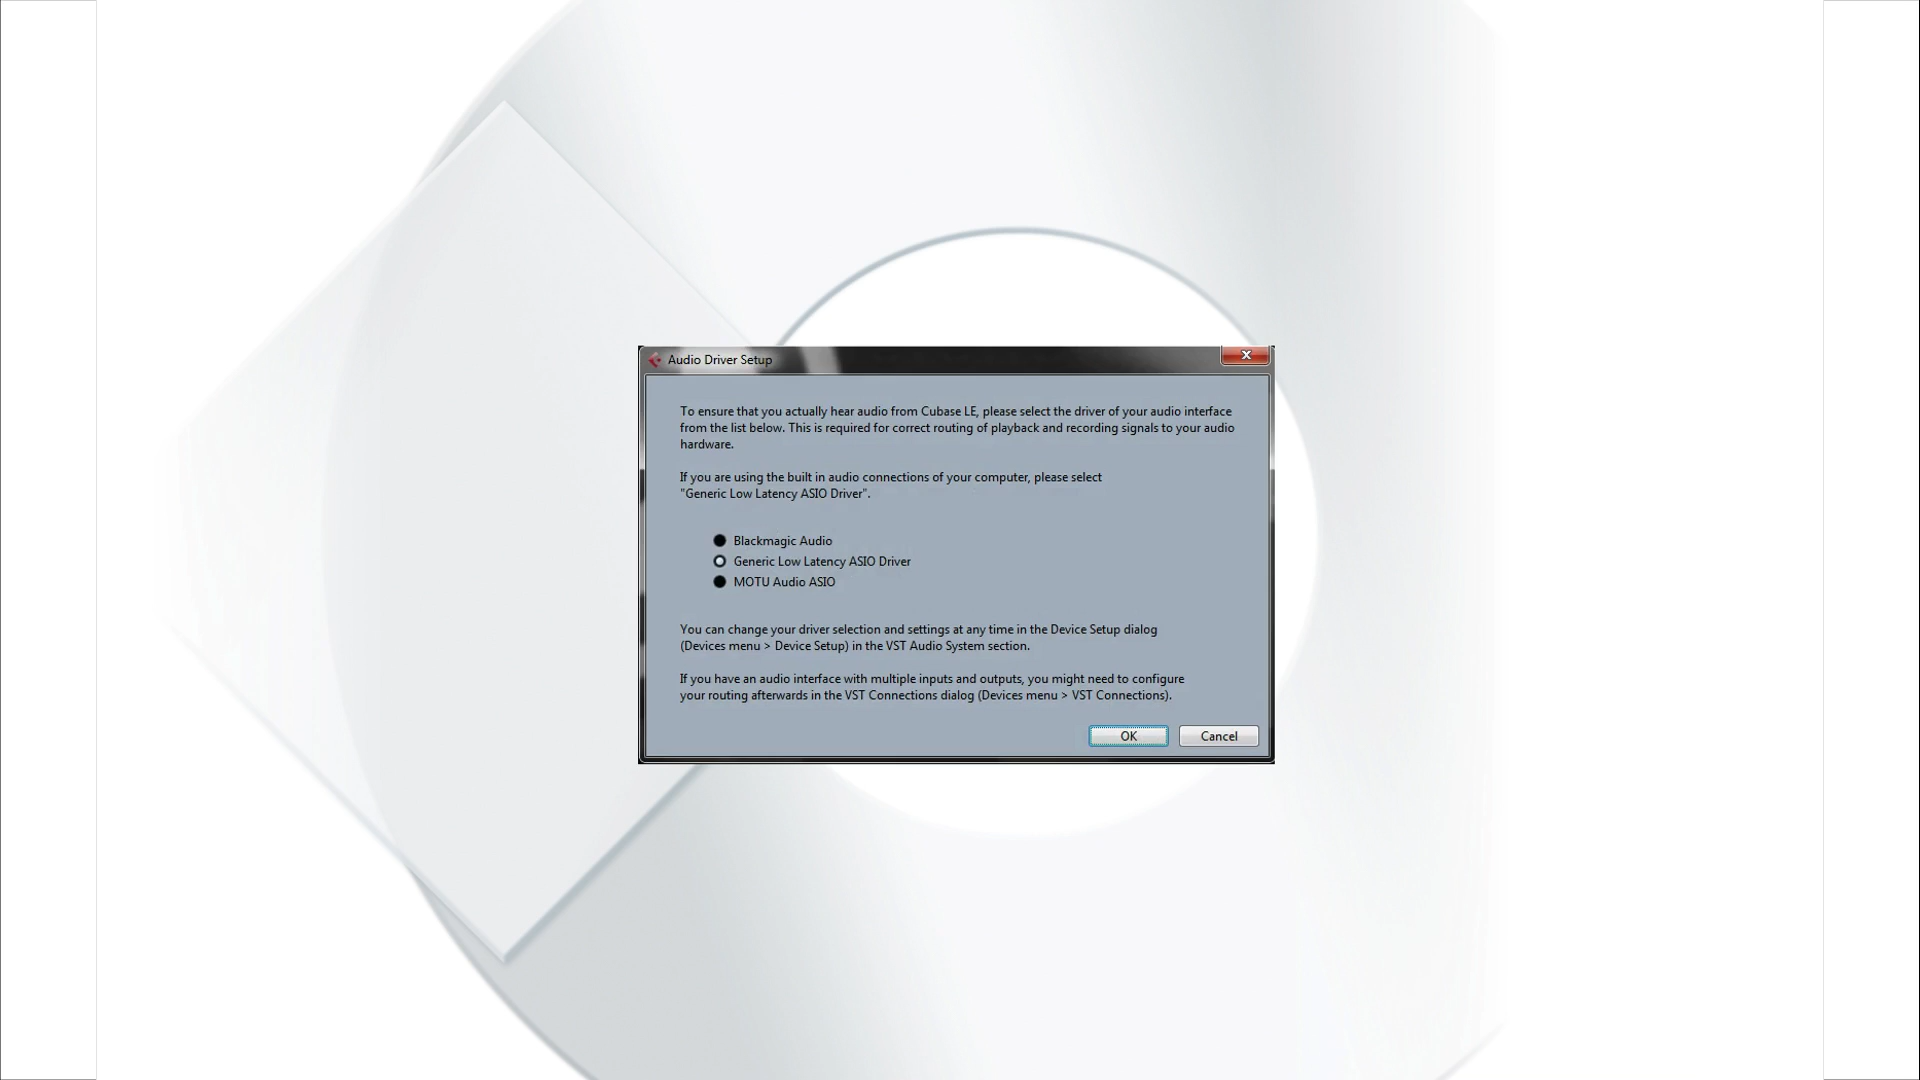 Audio Driver Setup
To ensure that you actually hear audio from Cubase LE, please select the driver of your audio interface
from the list below. This is required for correct routing of playback and recording signals to your audio
hardware.
If you are using the built in audio connections of your computer, please select
"Generic Low Latency ASIO Driver".
Blackmagic Audio
Generic Low Latency ASIO Driver
MOTU Audio ASIO
You can change your driver selection and settings at any time in the Device Setup dialog
(Devices menu > Device Setup) in the VST Audio System section.
If you have an audio interface with multiple inputs and outputs, you might need to configure
your routing afterwards in the VST Connections dialog (Devices menu > VST Connections).
OK Cancel